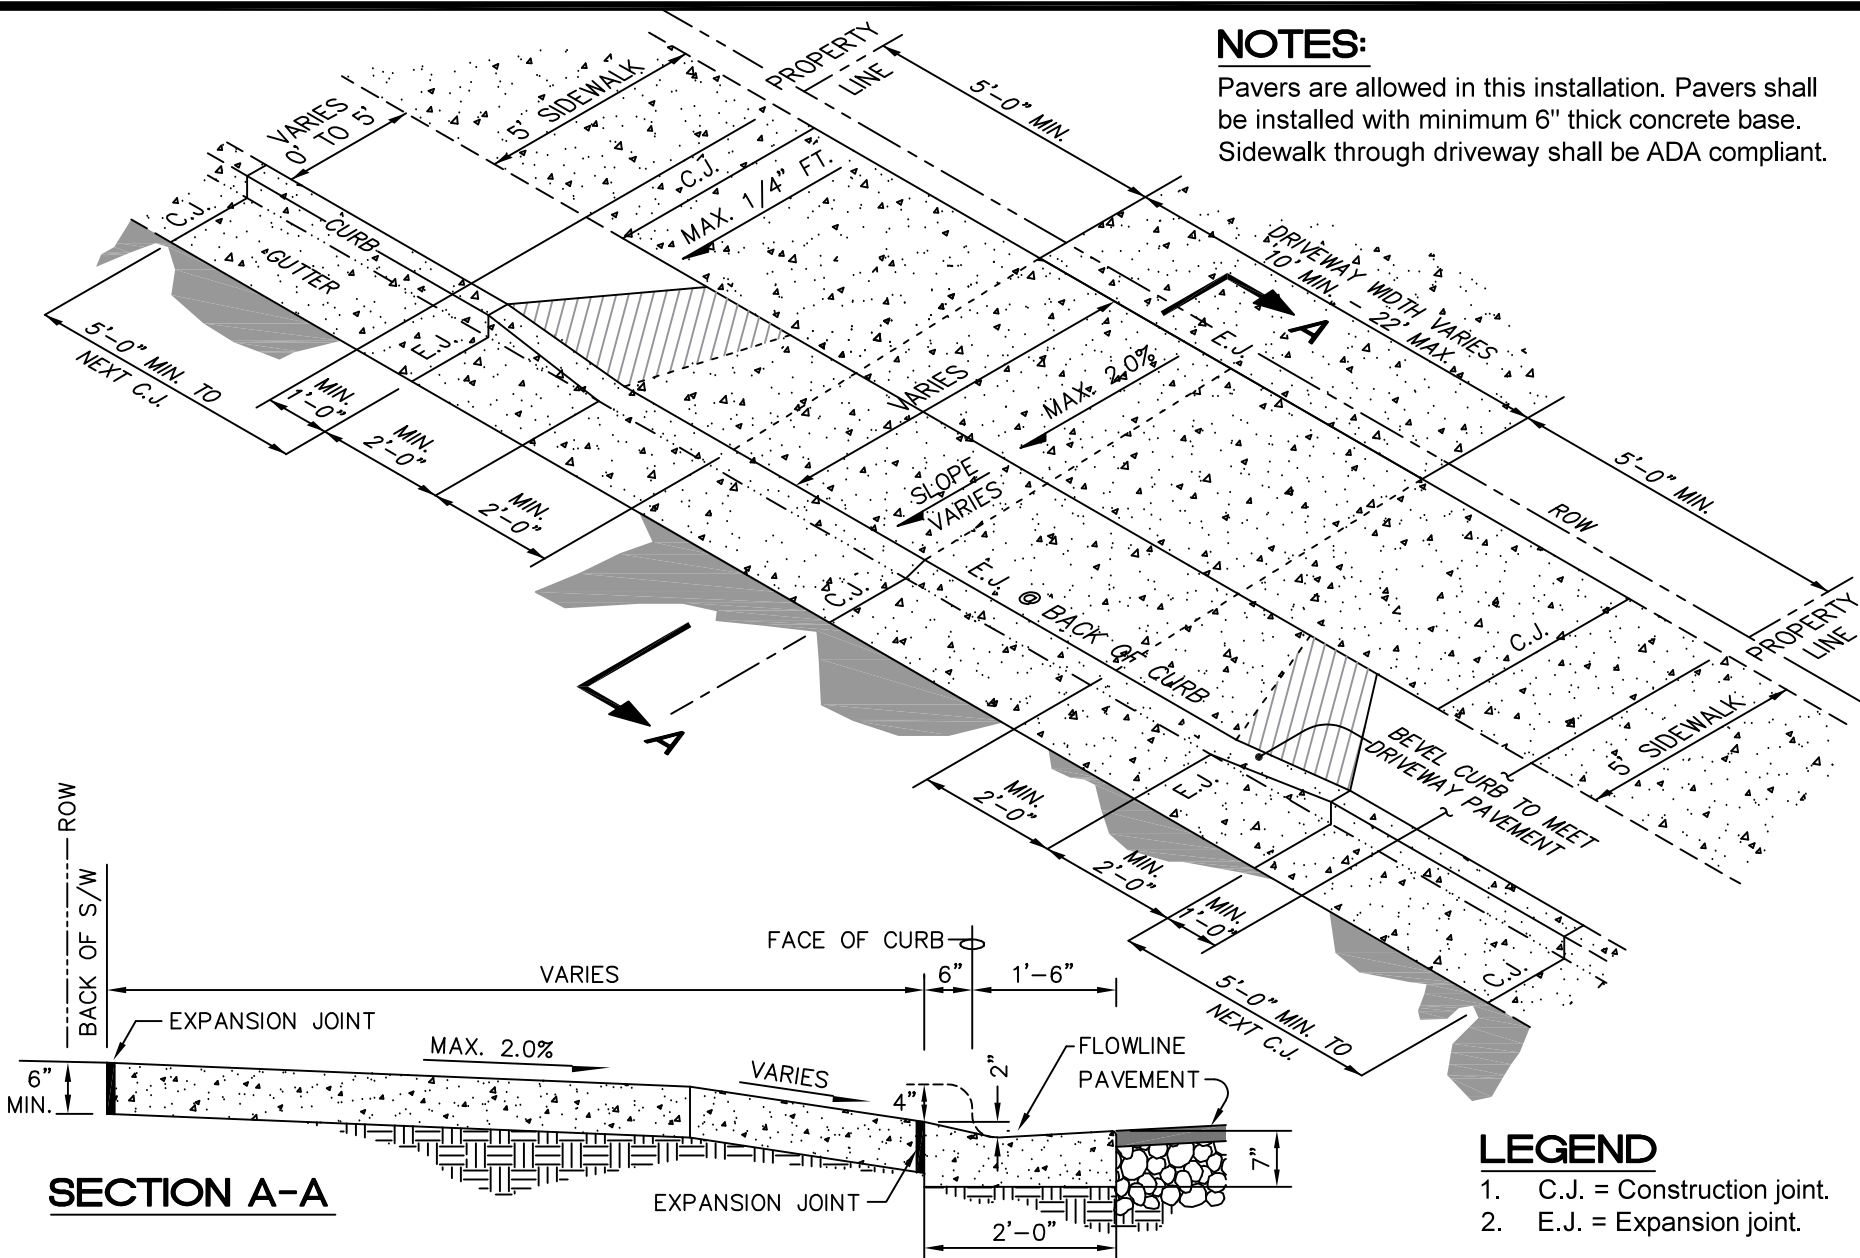 NOTES:
Pavers are allowed in this installation. Pavers shall
be installed with minimum 6" thick concrete base.
Sidewalk through driveway shall be ADA compliant.
PROPERTY
LINE
5'-0" MIN.
5' SIDEWALK
VARIES
0' TO 5'
C.J.
MAX. 1/4" FT.
C.J.
CURB
GUTTER
DRIVEWAY WIDTH VARIES
10' MIN. - 22' MAX.
A
E.J.
5'-0" MIN. TO
NEXT C.J.
E.J.
MIN.
1'-0"
MIN.
2'-0"
MIN.
2'-0"
VARIES
MAX. 2.0%
SLOPE
VARIES
5'-0" MIN.
ROW
C.J.
E.J. @ BACK OF CURB
C.J.
PROPERTY
LINE
5' SIDEWALK
A
BEVEL CURB TO MEET
DRIVEWAY PAVEMENT
E.J.
MIN.
2'-0"
MIN.
2'-0"
MIN.
1'-0"
C.J.
5'-0" MIN. TO
NEXT C.J.
ROW
BACK OF S/W
FACE OF CURB
VARIES
6"
1'-6"
EXPANSION JOINT
MAX. 2.0%
VARIES
2"
FLOWLINE
PAVEMENT
6"
MIN.
4"
7"
EXPANSION JOINT
2'-0"
SECTION A-A
LEGEND
1. C.J. = Construction joint.
2. E.J. = Expansion joint.